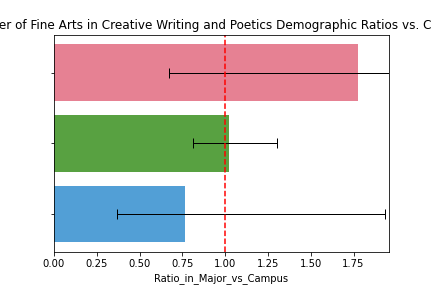 er of Fine Arts in Creative Writing and Poetics Demographic Ratios vs. C
0.00 0.25 0.50 0.75 1.00 1.25 1.50 1.75
Ratio_in_Major_vs_Campus